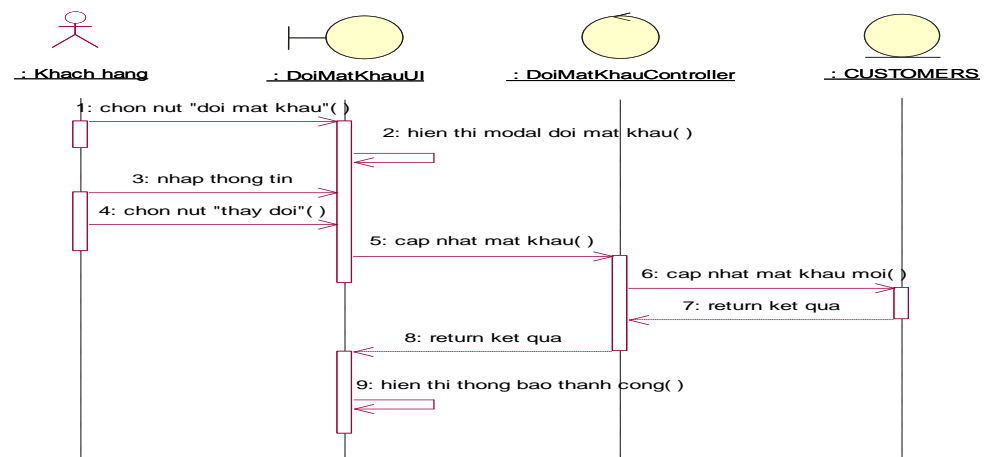 : Khach hang
: DoiMatKhauUI
: DoiMatKhauController
: CUSTOMERS
1: chon nut "doi mat khau"( )
2: hien thi modal doi mat khau( )
3: nhap thong tin
4: chon nut "thay doi"( )
5: cap nhat mat khau( )
6: cap nhat mat khau moi( )
7: return ket qua
8: return ket qua
9: hien thi thong bao thanh cong( )